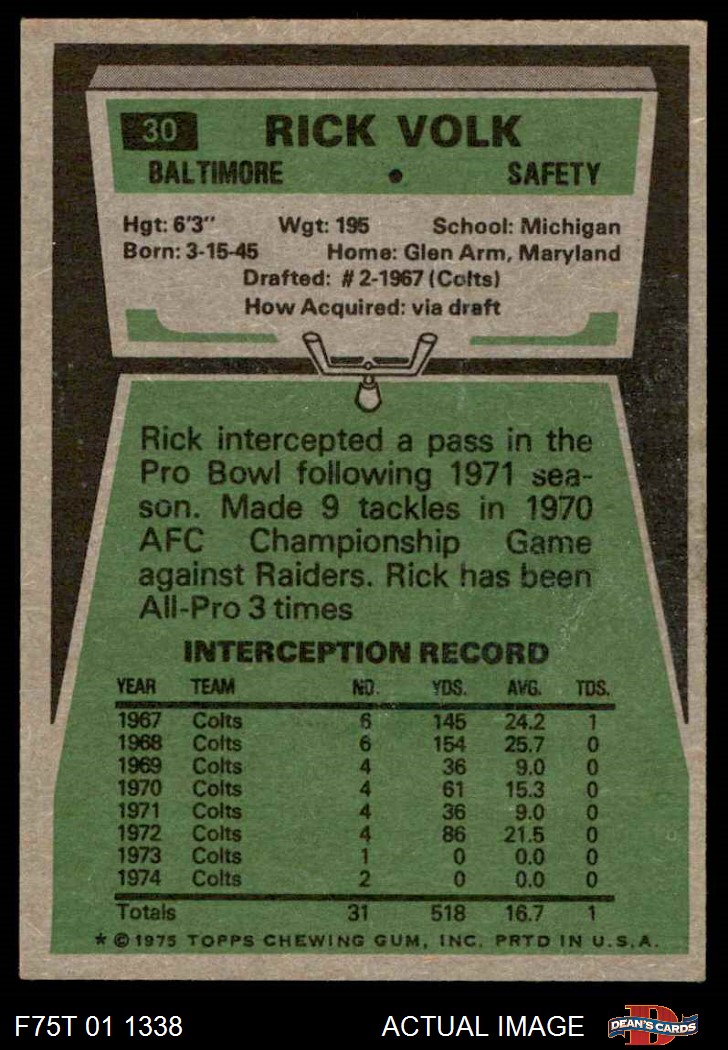 30 RICK VOLK
BALTIMORE • SAFETY
Hgt: 6'3" Wgt: 195 School: Michigan
Born: 3-15-45 Home: Glen Arm, Maryland
Drafted: #2-1967 (Colts)
How Acquired: via draft
Rick intercepted a pass in the
Pro Bowl following 1971 sea-
son. Made 9 tackles in 1970
AFC Championship Game
against Raiders. Rick has been
All-Pro 3 times
INTERCEPTION RECORD
YEAR TEAM NO. YDS. AVG. TDS.
1967 Colts 6 145 24.2 1
1968 Colts 6 154 25.7 0
1969 Colts 4 36 9.0 0
1970 Colts 4 61 15.3 0
1971 Colts 4 36 9.0 0
1972 Colts 4 86 21.5 0
1973 Colts 1 0 0.0 0
1974 Colts 2 0 0.0 0
Totals 31 518 16.7 1
* © 1975 TOPPS CHEWING GUM, INC. PRTD IN U.S.A.
F75T 01 1338 ACTUAL IMAGE D DEAN'S CARDS